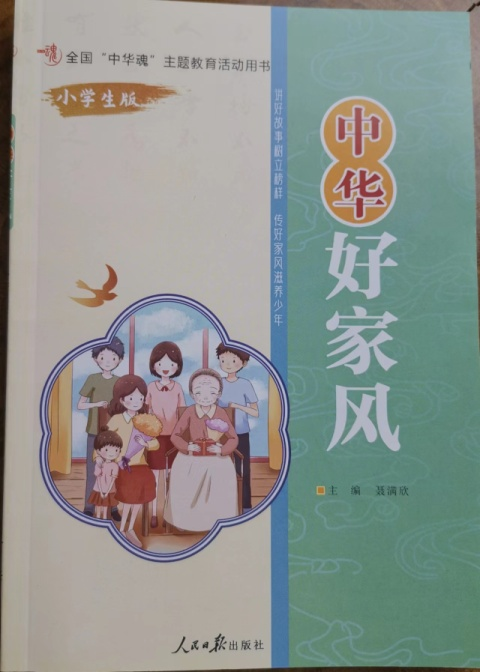 魂
全国“中华魂”主题教育活动用书
小学生版
讲好故事树立榜样 传好家风滋养少年
中华好家风
主编 聂满欣
人民日报出版社